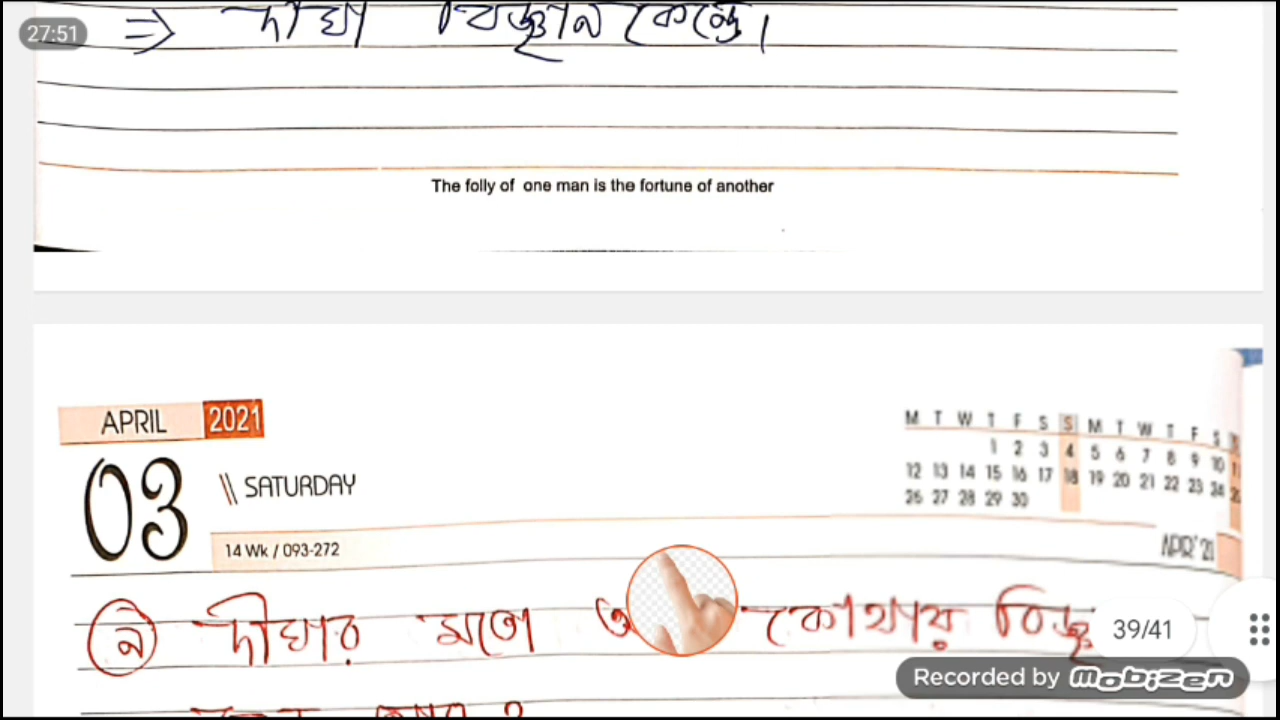 27:51
⇒ দীঘা বিজ্ঞান কেন্দ্রে।
The folly of one man is the fortune of another
APRIL 2021
03 \\ SATURDAY
14 Wk / 093-272
M T W T F S S M T W T F S
1 2 3 4 5 6 7 8 9 10 11
12 13 14 15 16 17 18 19 20 21 22 23 24
26 27 28 29 30
APR'21
ন দীঘার মতো কোথায়
39/41
Recorded by mobizen